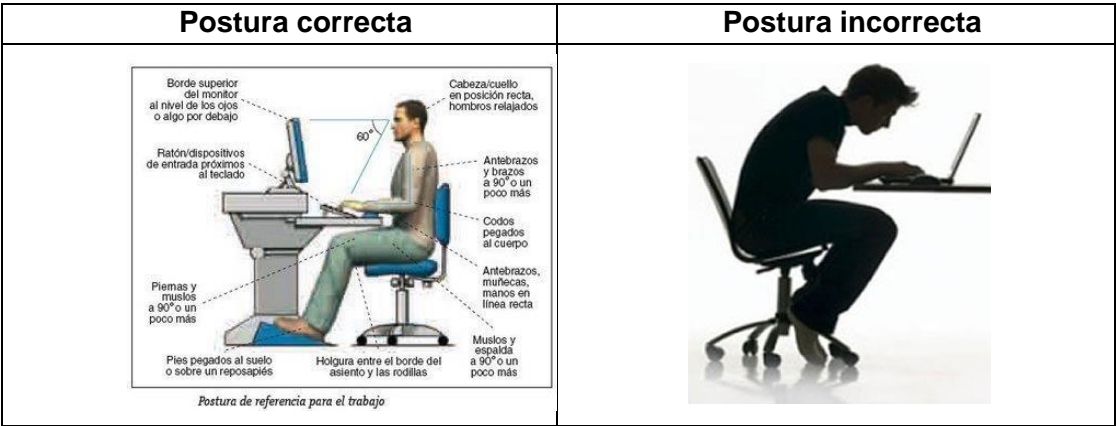 Postura correcta
Postura incorrecta
Borde superior
del monitor
al nivel de los ojos
o algo por debajo
Cabeza/cuello
en posición recta,
hombros relajados
60°
Ratón/dispositivos
de entrada próximos
al teclado
Antebrazos
y brazos
a 90° o un
poco más
Codos
pegados
al cuerpo
Antebrazos,
muñecas,
manos en
línea recta
Piernas y
muslos
a 90° o un
poco más
Muslos y
espalda
a 90° o un
poco más
Pies pegados al suelo
o sobre un reposapiés
Holgura entre el borde del
asiento y las rodillas
Postura de referencia para el trabajo